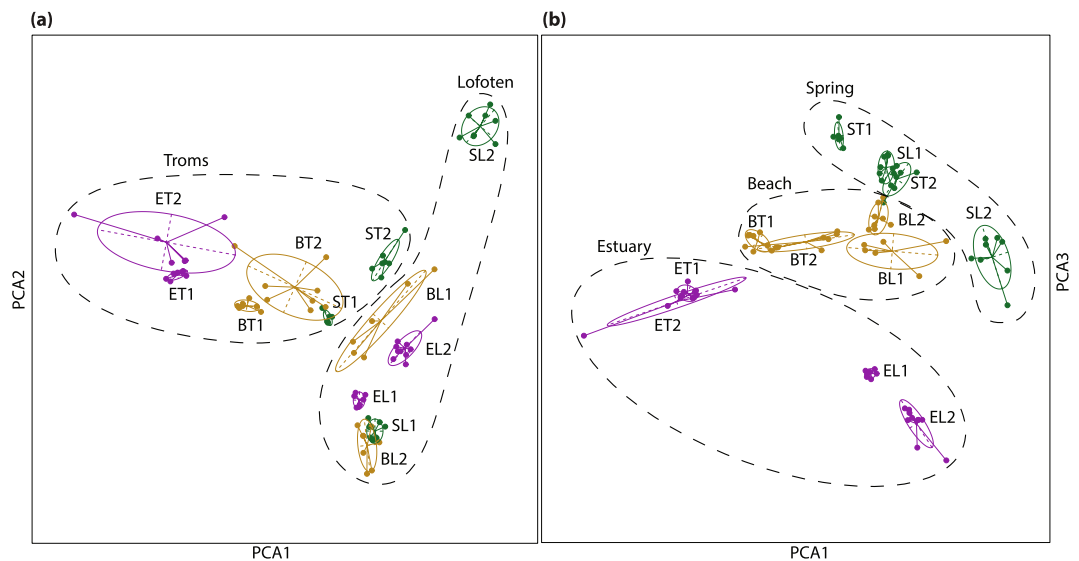 (a)
(b)
Lofoten
SL2
Troms
ET2
ET1
BT2
BT1
ST2
ST1
BL1
EL2
EL1
SL1
BL2
PCA2
PCA1
Spring
ST1
SL1
ST2
Beach
BT1
BT2
BL2
BL1
SL2
Estuary
ET1
ET2
EL1
EL2
PCA3
PCA1